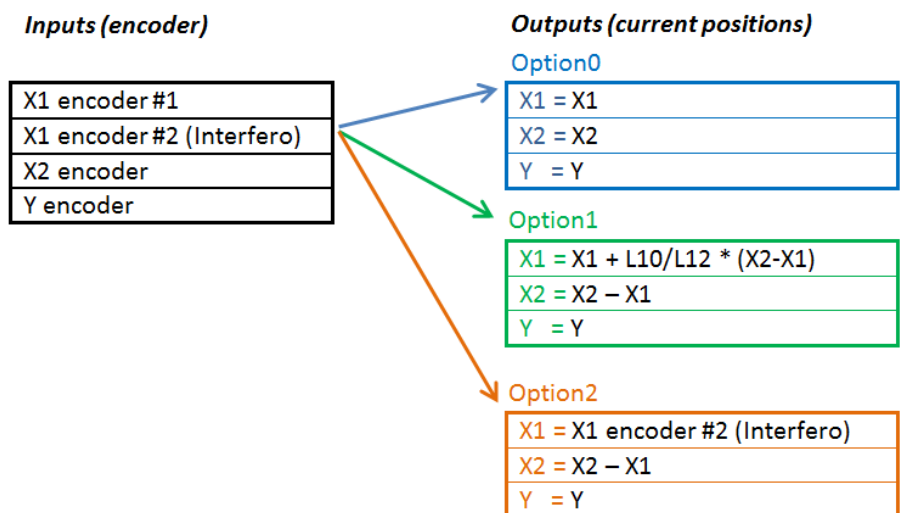 Inputs (encoder)
X1 encoder #1
X1 encoder #2 (Interfero)
X2 encoder
Y encoder
Outputs (current positions)
Option0
X1 = X1
X2 = X2
Y = Y
Option1
X1 = X1 + L10/L12 * (X2-X1)
X2 = X2 – X1
Y = Y
Option2
X1 = X1 encoder #2 (Interfero)
X2 = X2 – X1
Y = Y